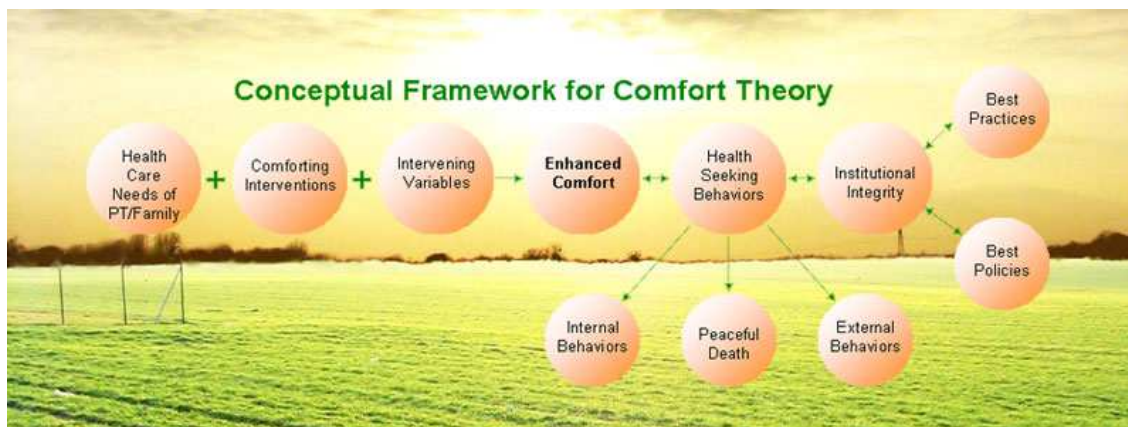 Conceptual Framework for Comfort Theory
Health
Care
Needs of
PT/Family
+
Comforting
Interventions
+
Intervening
Variables
Enhanced
Comfort
Health
Seeking
Behaviors
Institutional
Integrity
Best
Practices
Best
Policies
Internal
Behaviors
Peaceful
Death
External
Behaviors